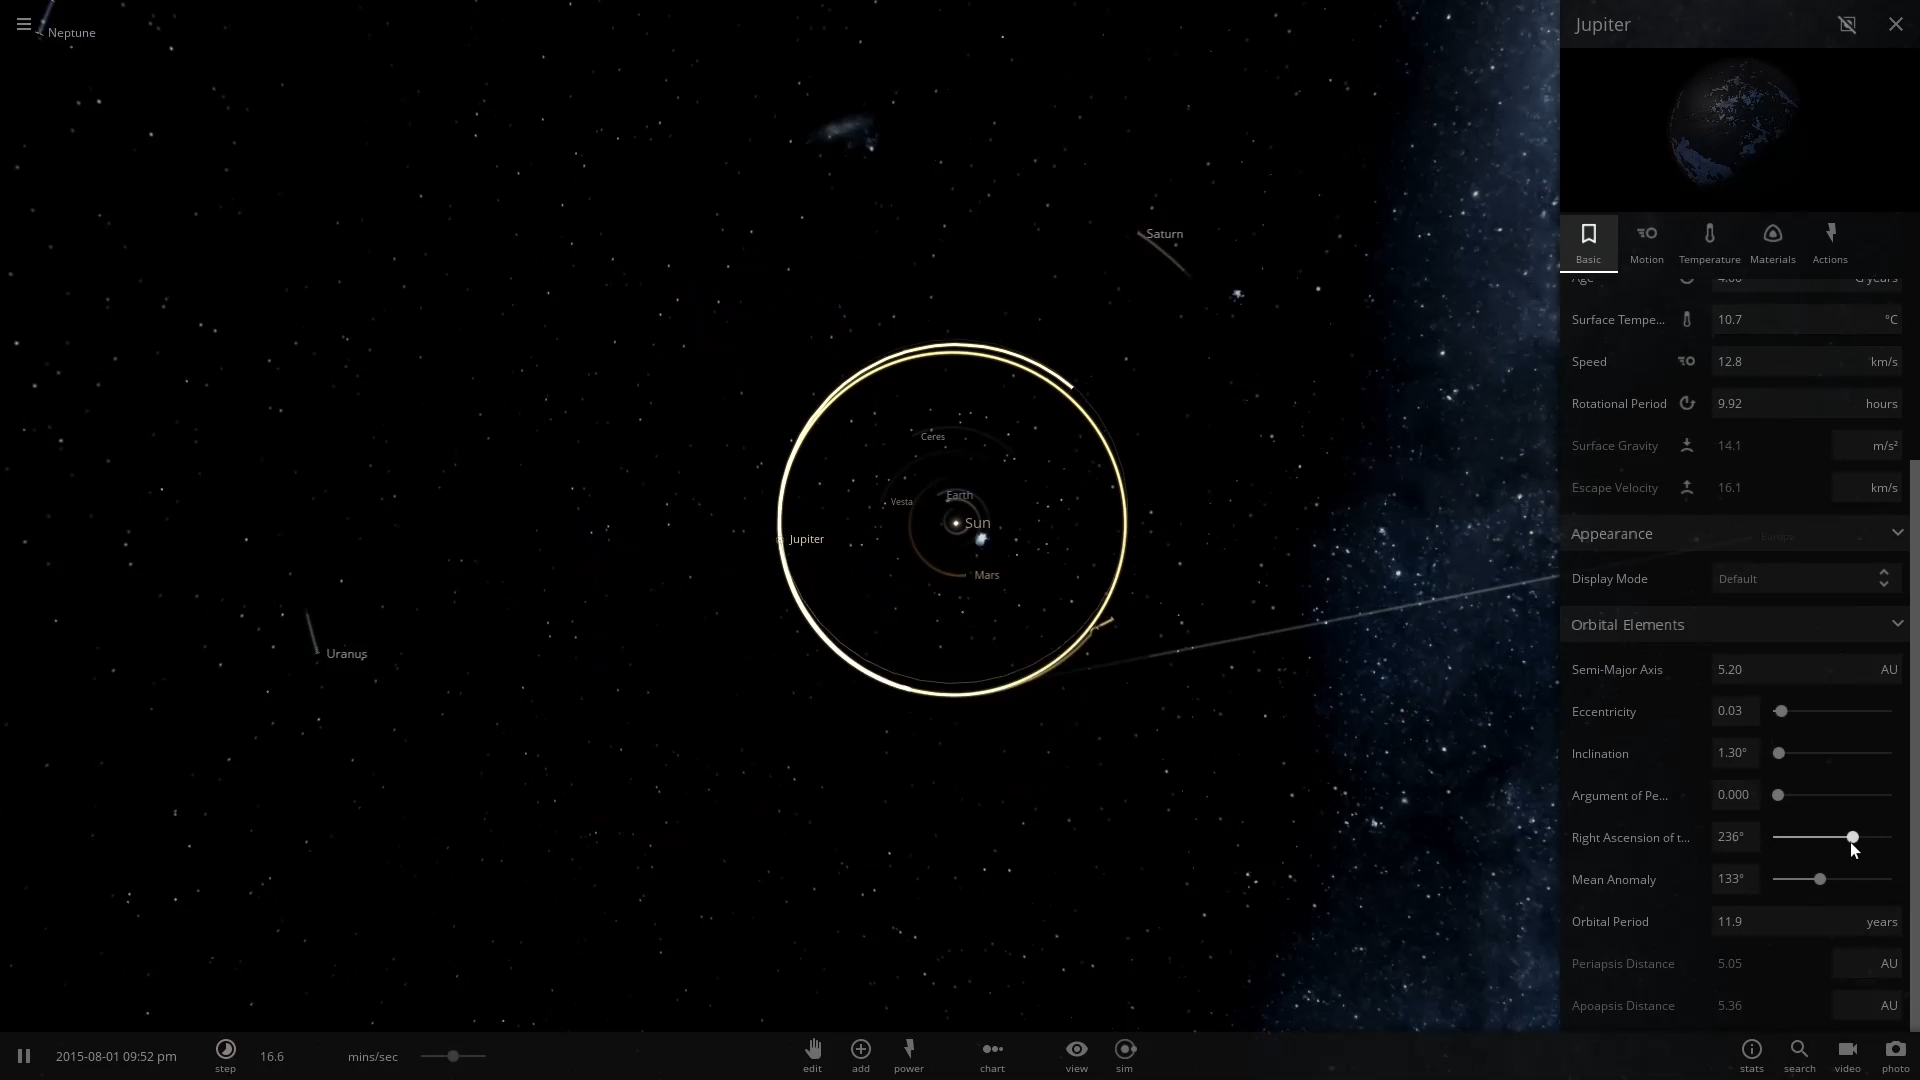 Neptune
Saturn
Ceres
Vesta
Earth
Sun
Jupiter
Mars
Uranus
Jupiter
Basic
Motion
Temperature
Materials
Actions
Age 4.60 G years
Surface Tempe... 10.7 °C
Speed 12.8 km/s
Rotational Period 9.92 hours
Surface Gravity 14.1 m/s²
Escape Velocity 16.1 km/s
Appearance
Europa
Display Mode Default
Orbital Elements
Semi-Major Axis 5.20 AU
Eccentricity 0.03
Inclination 1.30°
Argument of Pe... 0.000
Right Ascension of t... 236°
Mean Anomaly 133°
Orbital Period 11.9 years
Periapsis Distance 5.05 AU
Apoapsis Distance 5.36 AU
2015-08-01 09:52 pm
step
16.6 mins/sec
edit
add
power
chart
view
sim
stats
search
video
photo